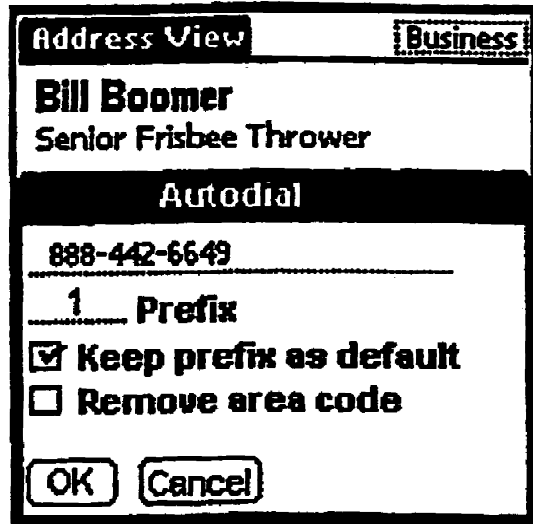 Address View Business
Bill Boomer
Senior Frisbee Thrower
Autodial
888-442-6649
1 Prefix
Keep prefix as default
Remove area code
OK Cancel